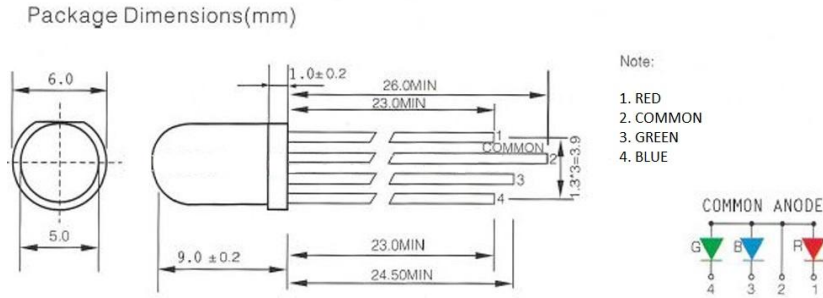 Package Dimensions(mm)
6.0
5.0
1.0±0.2
26.0MIN
23.0MIN
1
COMMON
2
3
4
1.3*3=3.9
9.0 ±0.2
23.0MIN
24.50MIN
Note:
1. RED
2. COMMON
3. GREEN
4. BLUE
COMMON ANODE
G B R
4 3 2 1